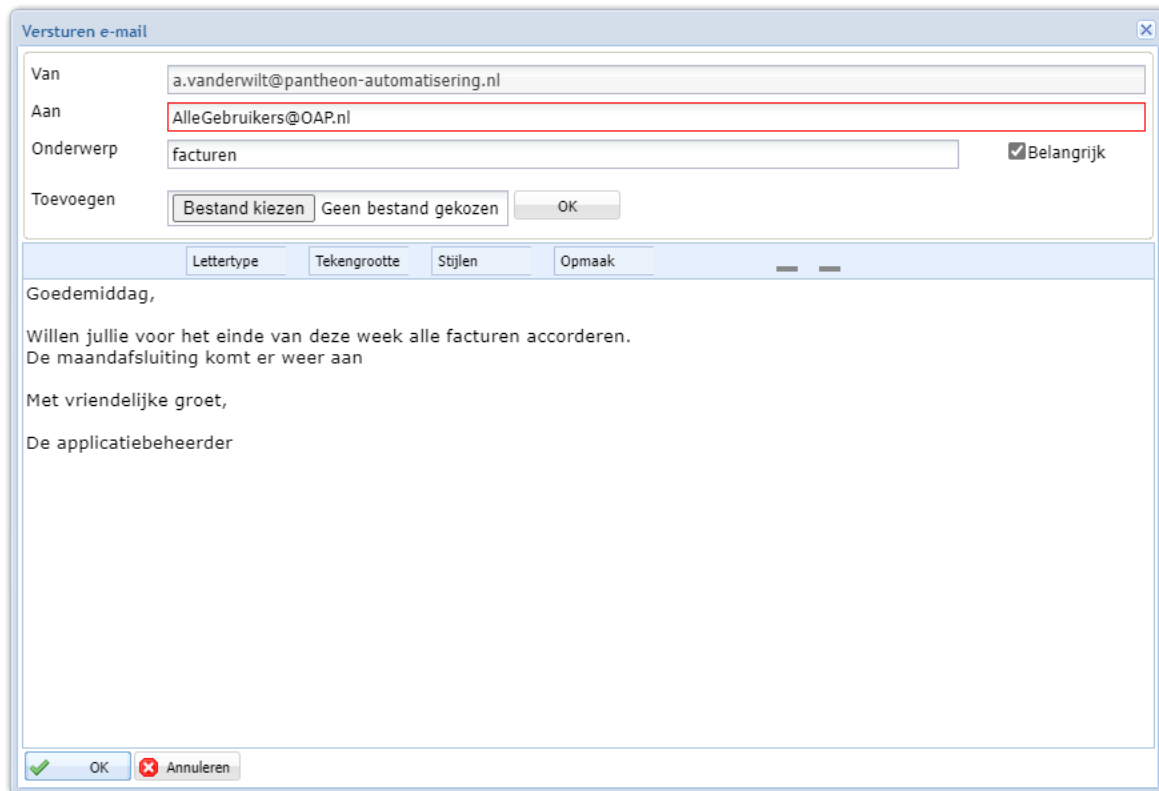 Versturen e-mail
Van
a.vanderwilt@pantheon-automatisering.nl
Aan
AlleGebruikers@OAP.nl
Onderwerp
facturen
Belangrijk
Toevoegen
Bestand kiezen Geen bestand gekozen
OK
Lettertype Tekengrootte Stijlen Opmaak
Goedemiddag,
Willen jullie voor het einde van deze week alle facturen accorderen.
De maandafsluiting komt er weer aan
Met vriendelijke groet,
De applicatiebeheerder
OK Annuleren